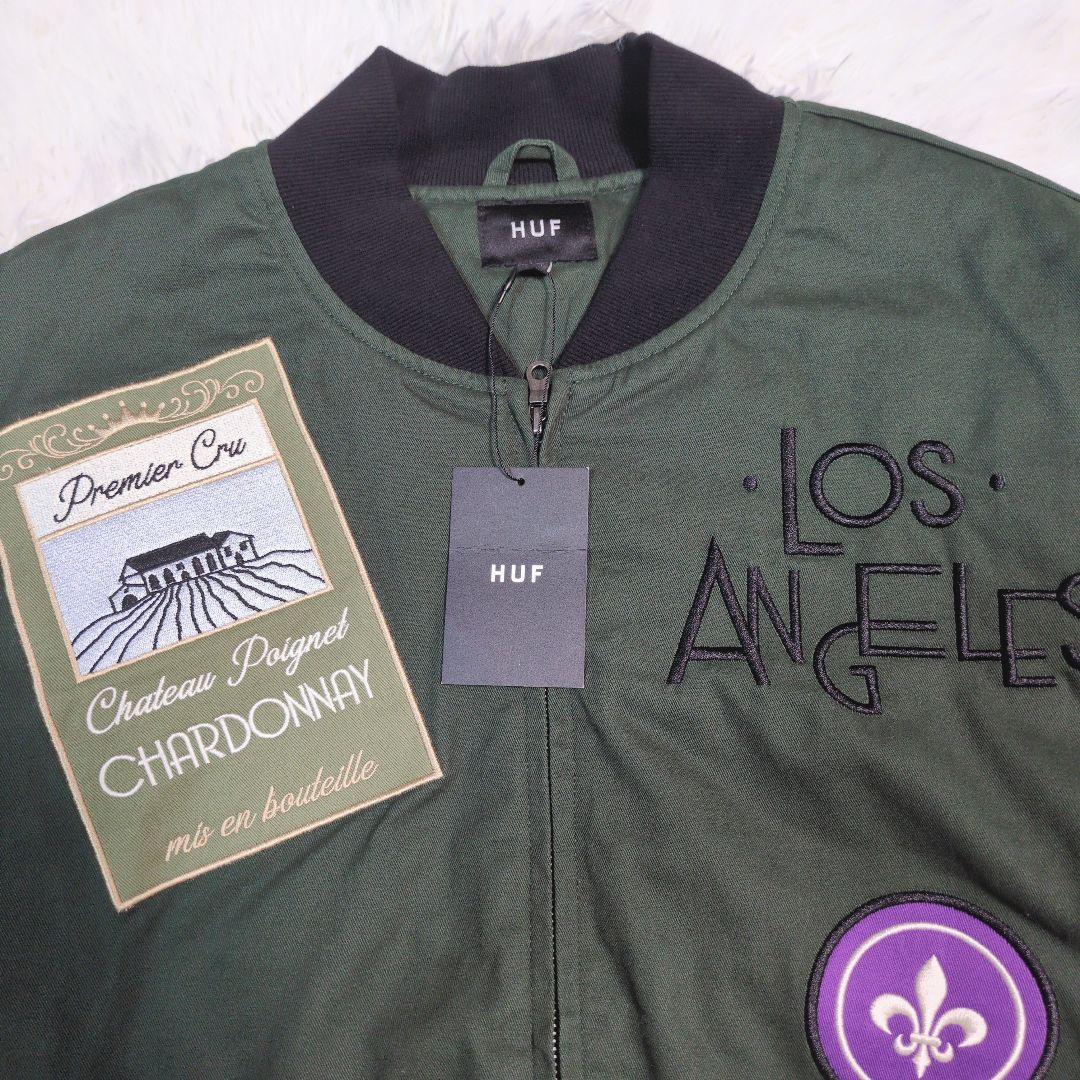 HUF
Premier Cru
Chateau Poignet
CHARDONNAY
mis en bouteille
HUF
· LOS ·
ANGELES